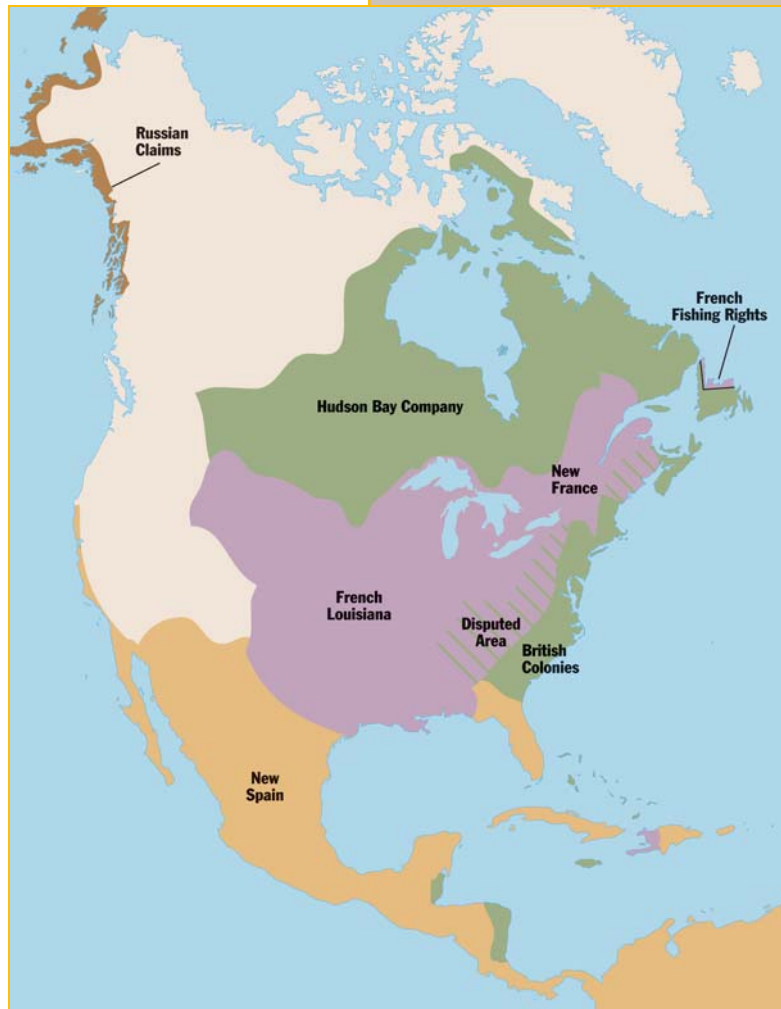 Russian
Claims
French
Fishing Rights
Hudson Bay Company
New
France
French
Louisiana
Disputed
Area
British
Colonies
New
Spain